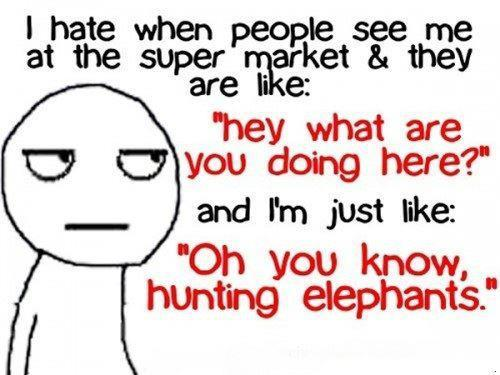 I hate when people see me
at the super market & they
are like:
"hey what are
you doing here?"
and I'm just like:
"Oh you know,
hunting elephants."